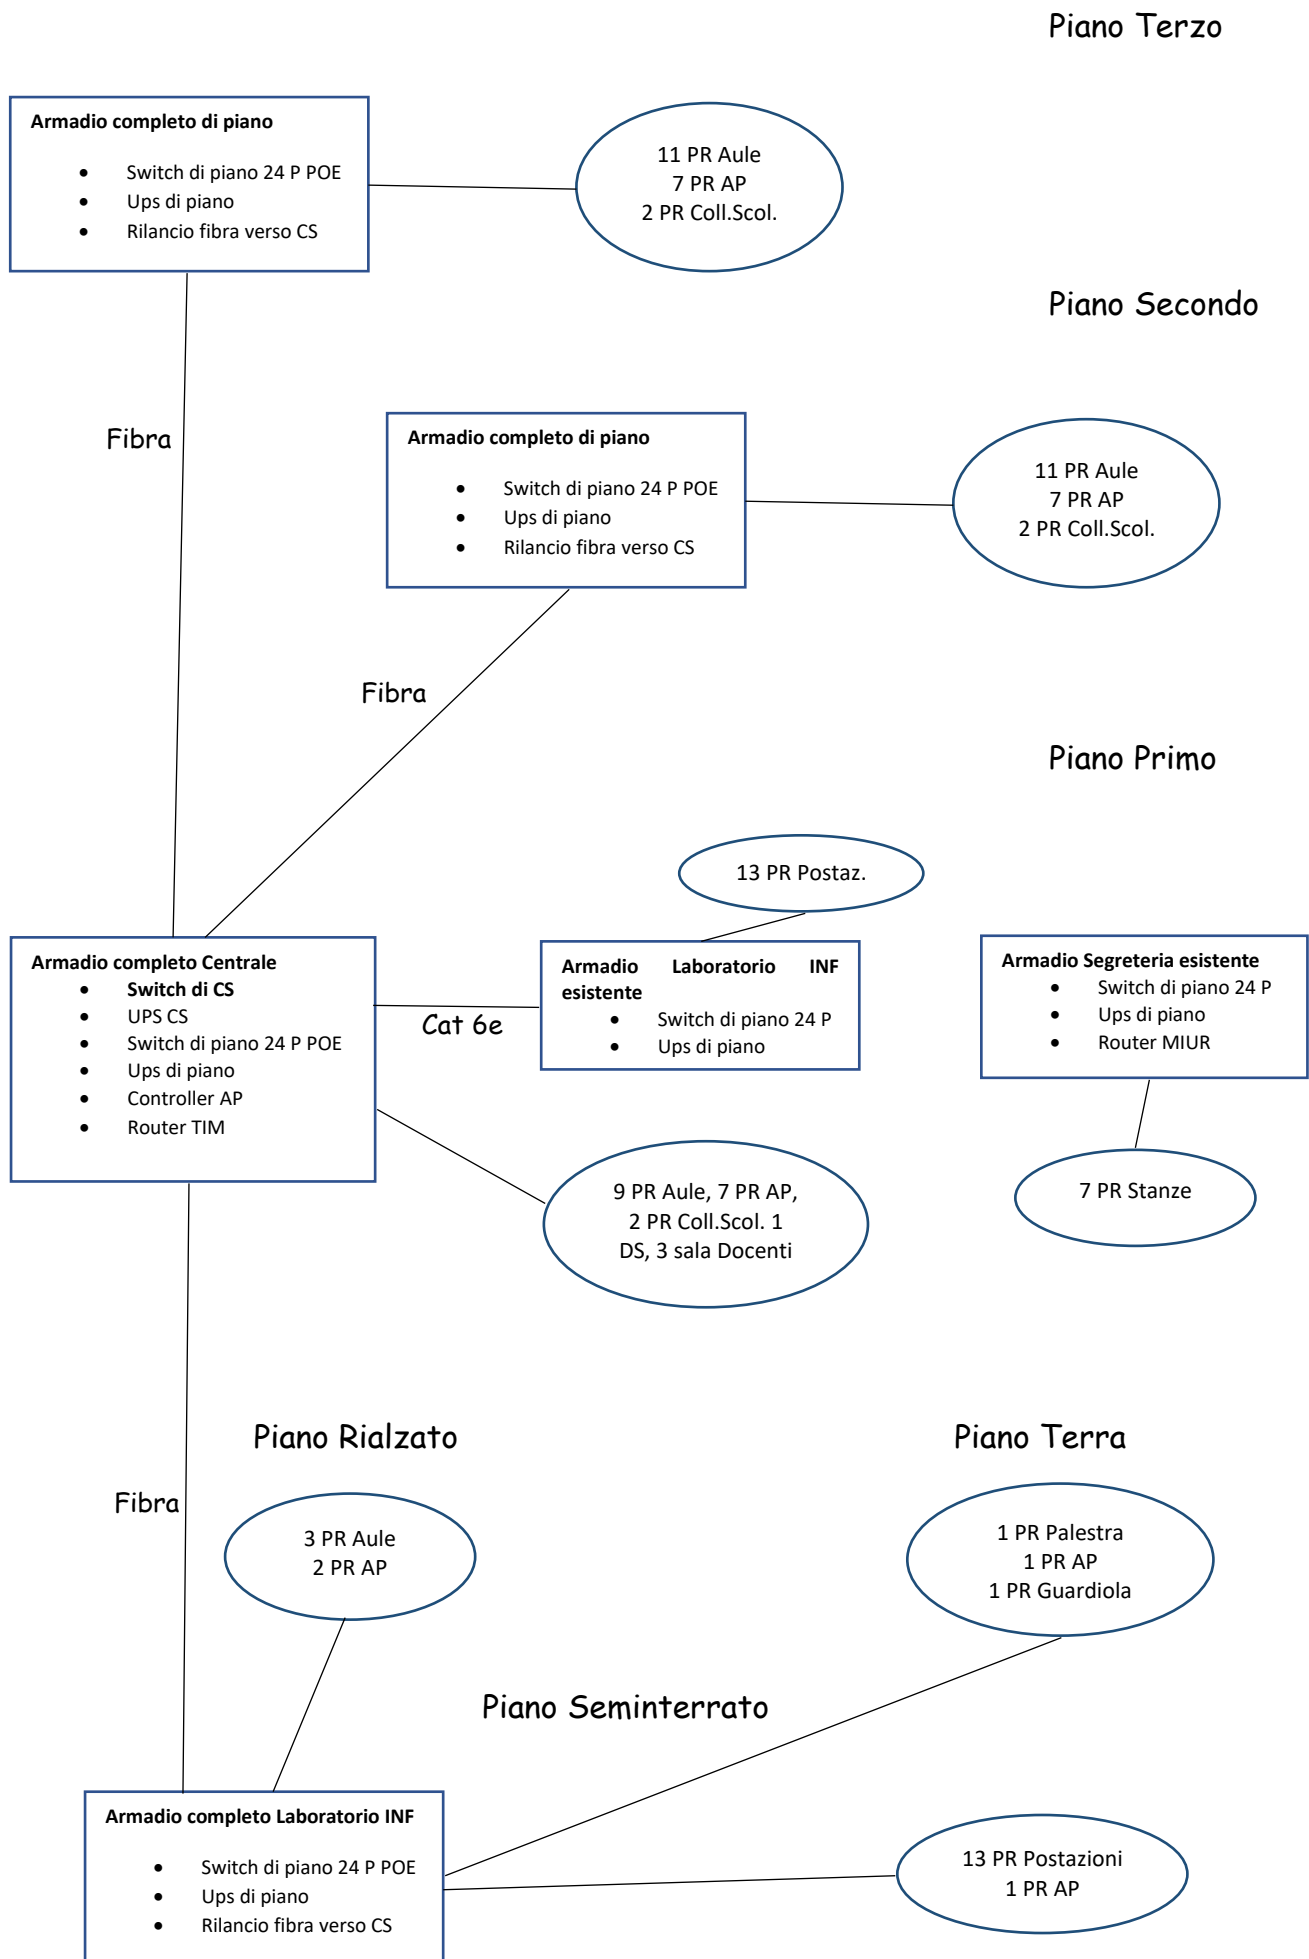 Piano Terzo
Armadio completo di piano
• Switch di piano 24 P POE
• Ups di piano
• Rilancio fibra verso CS
11 PR Aule
7 PR AP
2 PR Coll.Scol.
Piano Secondo
Fibra
Armadio completo di piano
• Switch di piano 24 P POE
• Ups di piano
• Rilancio fibra verso CS
11 PR Aule
7 PR AP
2 PR Coll.Scol.
Fibra
Piano Primo
13 PR Postaz.
Armadio completo Centrale
• Switch di CS
• UPS CS
• Switch di piano 24 P POE
• Ups di piano
• Controller AP
• Router TIM
Cat 6e
Armadio Laboratorio INF
esistente
• Switch di piano 24 P
• Ups di piano
Armadio Segreteria esistente
• Switch di piano 24 P
• Ups di piano
• Router MIUR
9 PR Aule, 7 PR AP,
2 PR Coll.Scol. 1
DS, 3 sala Docenti
7 PR Stanze
Piano Rialzato
Piano Terra
Fibra
3 PR Aule
2 PR AP
1 PR Palestra
1 PR AP
1 PR Guardiola
Piano Seminterrato
Armadio completo Laboratorio INF
• Switch di piano 24 P POE
• Ups di piano
• Rilancio fibra verso CS
13 PR Postazioni
1 PR AP